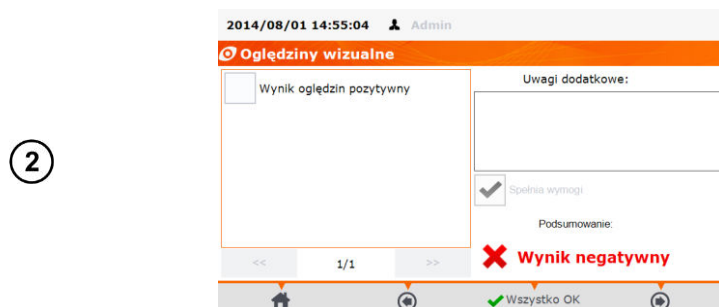 2014/08/01 14:55:04 Admin
Oględziny wizualne
Wynik oględzin pozytywny
Uwagi dodatkowe:
2
Spełnia wymogi
Podsumowanie:
Wynik negatywny
<< 1/1 >>
Wszystko OK